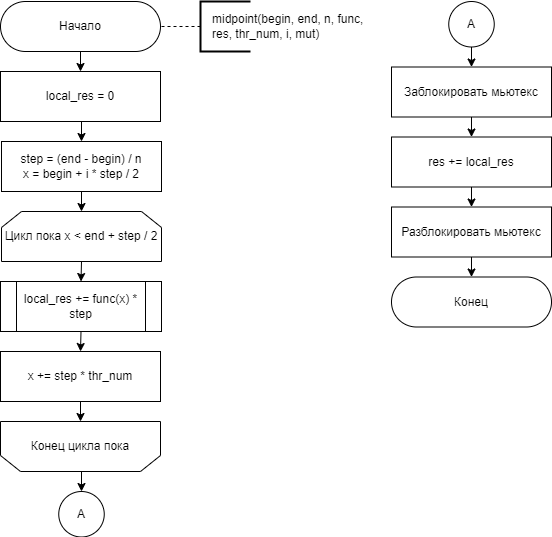 Начало
midpoint(begin, end, n, func,
res, thr_num, i, mut)
local_res = 0
step = (end - begin) / n
x = begin + i * step / 2
Цикл пока x < end + step / 2
local_res += func(x) *
step
x += step * thr_num
Конец цикла пока
A
A
Заблокировать мьютекс
res += local_res
Разблокировать мьютекс
Конец